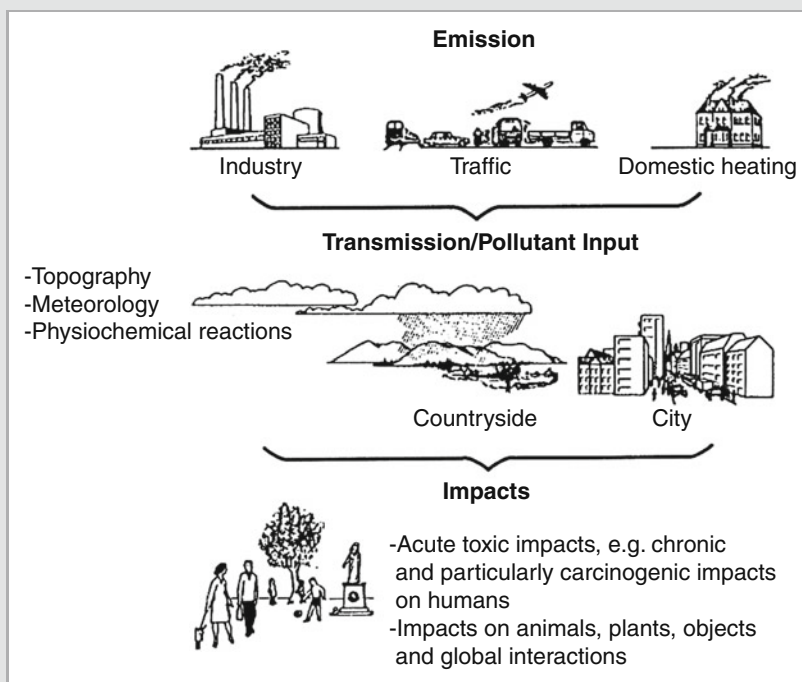 Emission
Industry
Traffic
Domestic heating
Transmission/Pollutant Input
-Topography
-Meteorology
-Physiochemical reactions
Countryside
City
Impacts
-Acute toxic impacts, e.g. chronic
and particularly carcinogenic impacts
on humans
-Impacts on animals, plants, objects
and global interactions